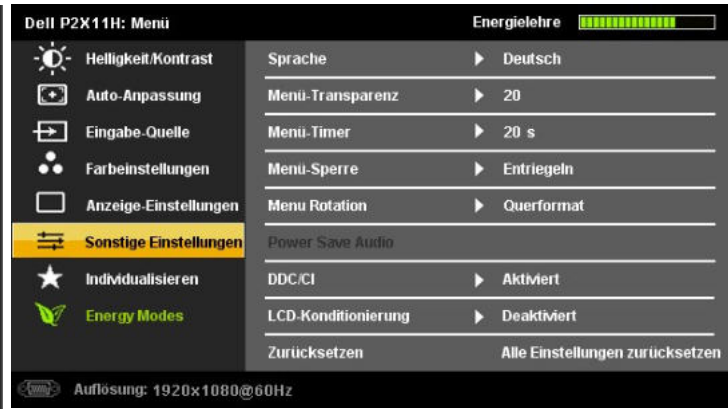 Dell P2X11H: Menü Energielehre
Helligkeit/Kontrast Sprache Deutsch
Auto-Anpassung Menü-Transparenz 20
Eingabe-Quelle Menü-Timer 20 s
Farbeinstellungen Menü-Sperre Entriegeln
Anzeige-Einstellungen Menu Rotation Querformat
Sonstige Einstellungen Power Save Audio
Individualisieren DDC/CI Aktiviert
Energy Modes LCD-Konditionierung Deaktiviert
Zurücksetzen Alle Einstellungen zurücksetzen
Auflösung: 1920x1080@60Hz